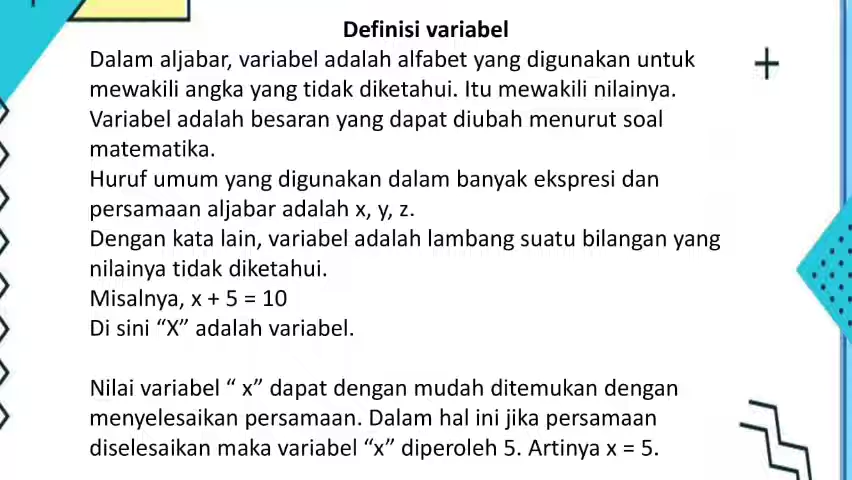 Definisi variabel
Dalam aljabar, variabel adalah alfabet yang digunakan untuk
mewakili angka yang tidak diketahui. Itu mewakili nilainya.
Variabel adalah besaran yang dapat diubah menurut soal
matematika.
Huruf umum yang digunakan dalam banyak ekspresi dan
persamaan aljabar adalah x, y, z.
Dengan kata lain, variabel adalah lambang suatu bilangan yang
nilainya tidak diketahui.
Misalnya, x + 5 = 10
Di sini “X” adalah variabel.
Nilai variabel “ x” dapat dengan mudah ditemukan dengan
menyelesaikan persamaan. Dalam hal ini jika persamaan
diselesaikan maka variabel “x” diperoleh 5. Artinya x = 5.